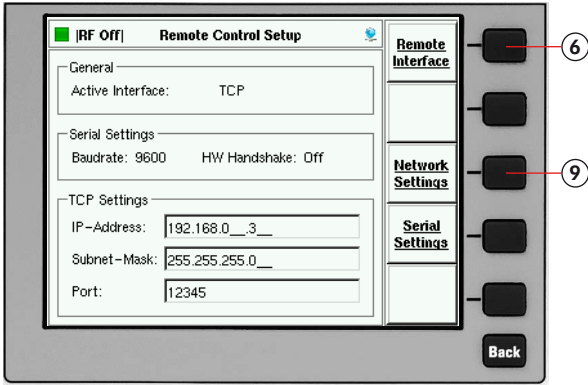 |RF Off| Remote Control Setup
General
Active Interface: TCP
Serial Settings
Baudrate: 9600 HW Handshake: Off
TCP Settings
IP-Address: 192.168.0__.3__
Subnet-Mask: 255.255.255.0__
Port: 12345
Remote
Interface
Network
Settings
Serial
Settings
Back
6
9